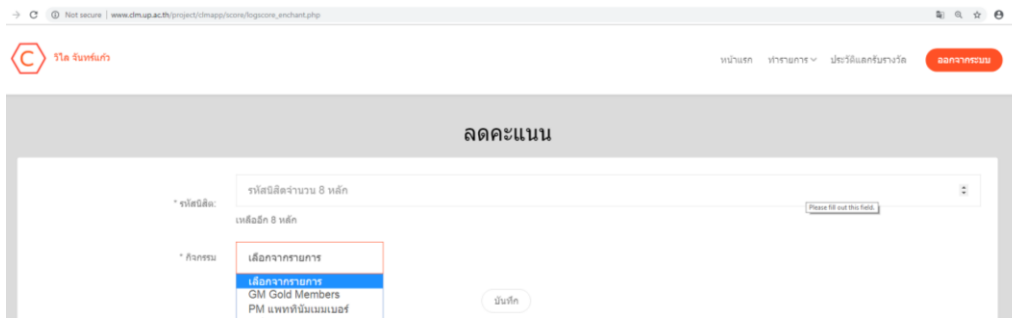 Not secure | www.clm.up.ac.th/project/clmapp/score/logscore_enchant.php
C วิไล จันทร์แก้ว
หน้าแรก ทำรายการ ประวัติแลกรับรางวัล ออกจากระบบ
ลดคะแนน
* รหัสนิสิต: รหัสนิสิตจำนวน 8 หลัก
Please fill out this field.
เหลืออีก 8 หลัก
* กิจกรรม เลือกจากรายการ
เลือกจากรายการ
GM Gold Members
PM แพททินัมเมมเบอร์
บันทึก